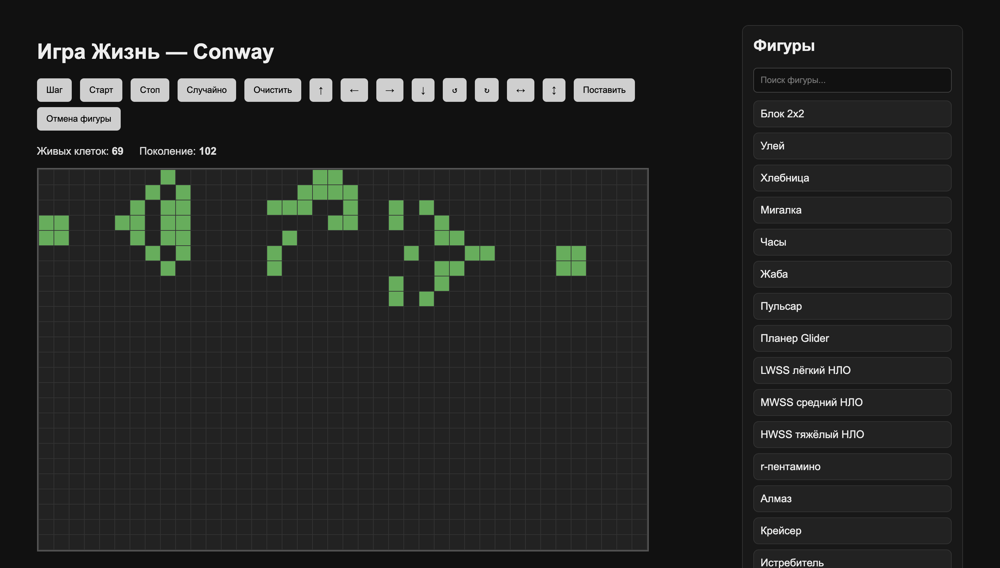 Игра Жизнь — Conway
Шаг Старт Стоп Случайно Очистить ↑ ← → ↓ ↺ ↻ ↔ ↕ Поставить
Отмена фигуры
Живых клеток: 69 Поколение: 102
Фигуры
Поиск фигуры...
Блок 2x2
Улей
Хлебница
Мигалка
Часы
Жаба
Пульсар
Планер Glider
LWSS лёгкий НЛО
MWSS средний НЛО
HWSS тяжёлый НЛО
r-пентамино
Алмаз
Крейсер
Истребитель